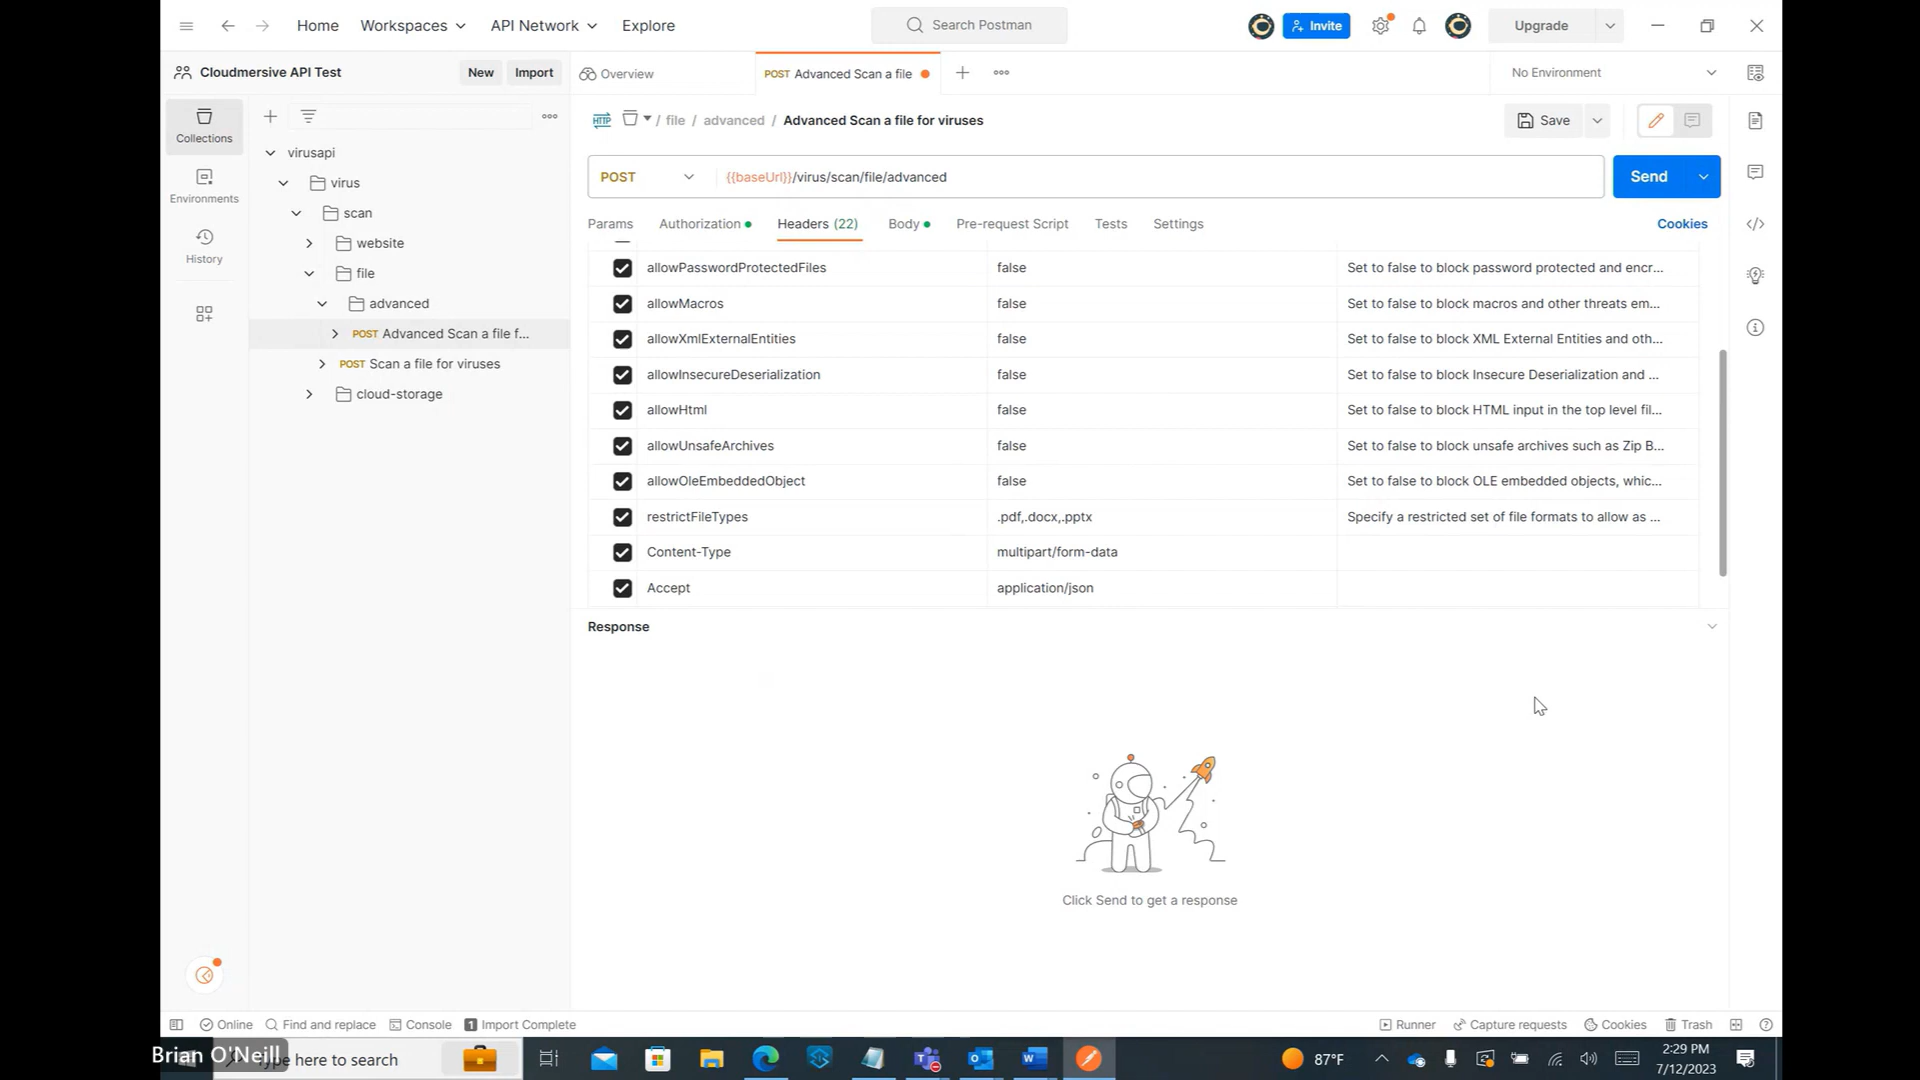 Home Workspaces API Network Explore Search Postman Invite Upgrade
Cloudmersive API Test New Import Overview POST Advanced Scan a file No Environment
Collections
Environments
History
virusapi
virus
scan
website
file
advanced
POST Advanced Scan a file f...
POST Scan a file for viruses
cloud-storage
HTTP / file / advanced / Advanced Scan a file for viruses Save
POST {{baseUrl}}/virus/scan/file/advanced Send
Params Authorization Headers (22) Body Pre-request Script Tests Settings Cookies
allowPasswordProtectedFiles false Set to false to block password protected and encr...
allowMacros false Set to false to block macros and other threats em...
allowXmlExternalEntities false Set to false to block XML External Entities and oth...
allowInsecureDeserialization false Set to false to block Insecure Deserialization and ...
allowHtml false Set to false to block HTML input in the top level fil...
allowUnsafeArchives false Set to false to block unsafe archives such as Zip B...
allowOleEmbeddedObject false Set to false to block OLE embedded objects, whic...
restrictFileTypes .pdf,.docx,.pptx Specify a restricted set of file formats to allow as ...
Content-Type multipart/form-data
Accept application/json
Response
Click Send to get a response
Online Find and replace Console 1 Import Complete Runner Capture requests Cookies Trash
Brian O'Neill
ype here to search
87°F
2:29 PM
7/12/2023